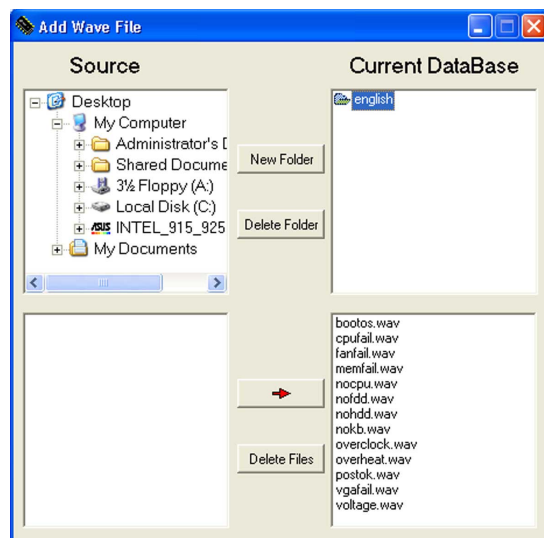 Add Wave File
Source
Current DataBase
Desktop
My Computer
Administrator's D
Shared Docume
3½ Floppy (A:)
Local Disk (C:)
ASUS INTEL_915_925
My Documents
english
New Folder
Delete Folder
bootos.wav
cpufail.wav
fanfail.wav
memfail.wav
nocpu.wav
nofdd.wav
nohdd.wav
nokb.wav
overclock.wav
overheat.wav
postok.wav
vgafail.wav
voltage.wav
Delete Files